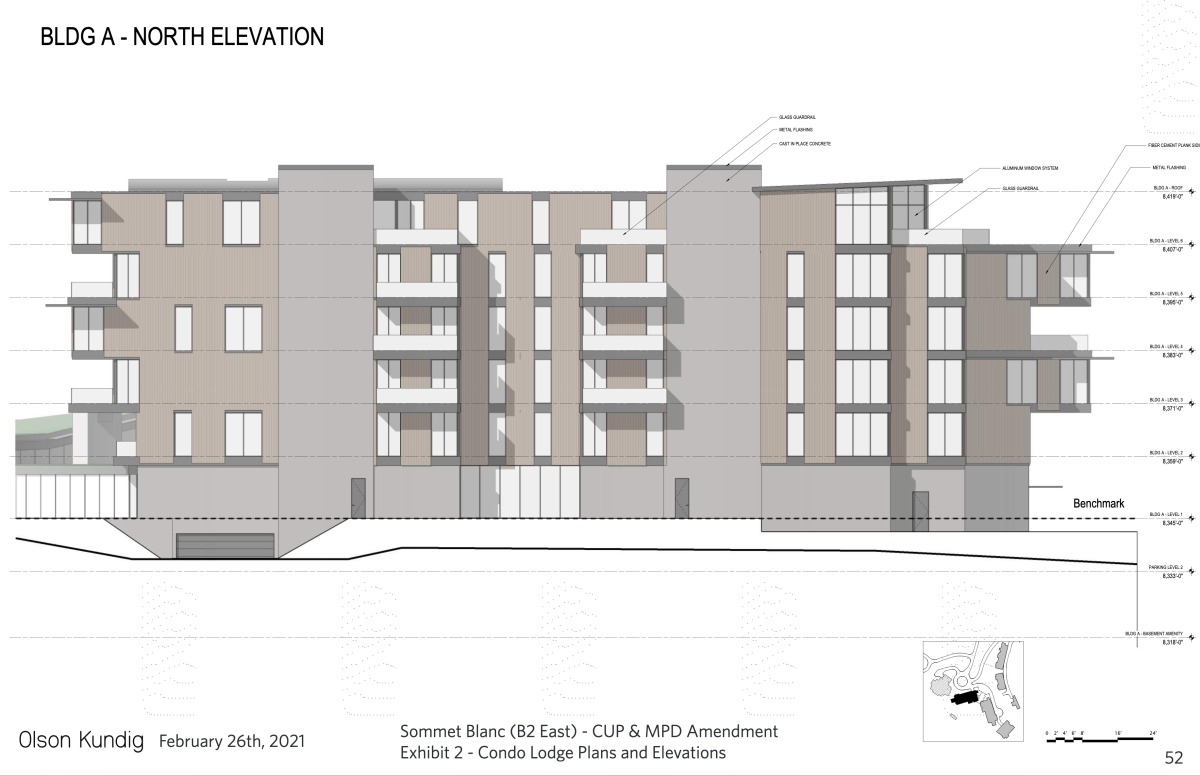 BLDG A - NORTH ELEVATION
GLASS GUARDRAIL
METAL FLASHING
CAST IN PLACE CONCRETE
FIBER CEMENT PLANK SIDI
ALUMINUM WINDOW SYSTEM
METAL FLASHING
GLASS GUARDRAIL
BLDG A - ROOF
8,419'-0"
BLDG A - LEVEL 6
8,407'-0"
BLDG A - LEVEL 5
8,395'-0"
BLDG A - LEVEL 4
8,383'-0"
BLDG A - LEVEL 3
8,371'-0"
BLDG A - LEVEL 2
8,359'-0"
Benchmark
BLDG A - LEVEL 1
8,345'-0"
PARKING LEVEL 2
8,333'-0"
BLDG A - BASEMENT AMENITY
8,318'-0"
Olson Kundig February 26th, 2021
Sommet Blanc (B2 East) - CUP & MPD Amendment
Exhibit 2 - Condo Lodge Plans and Elevations
0 2' 4' 6' 8' 16' 24'
52